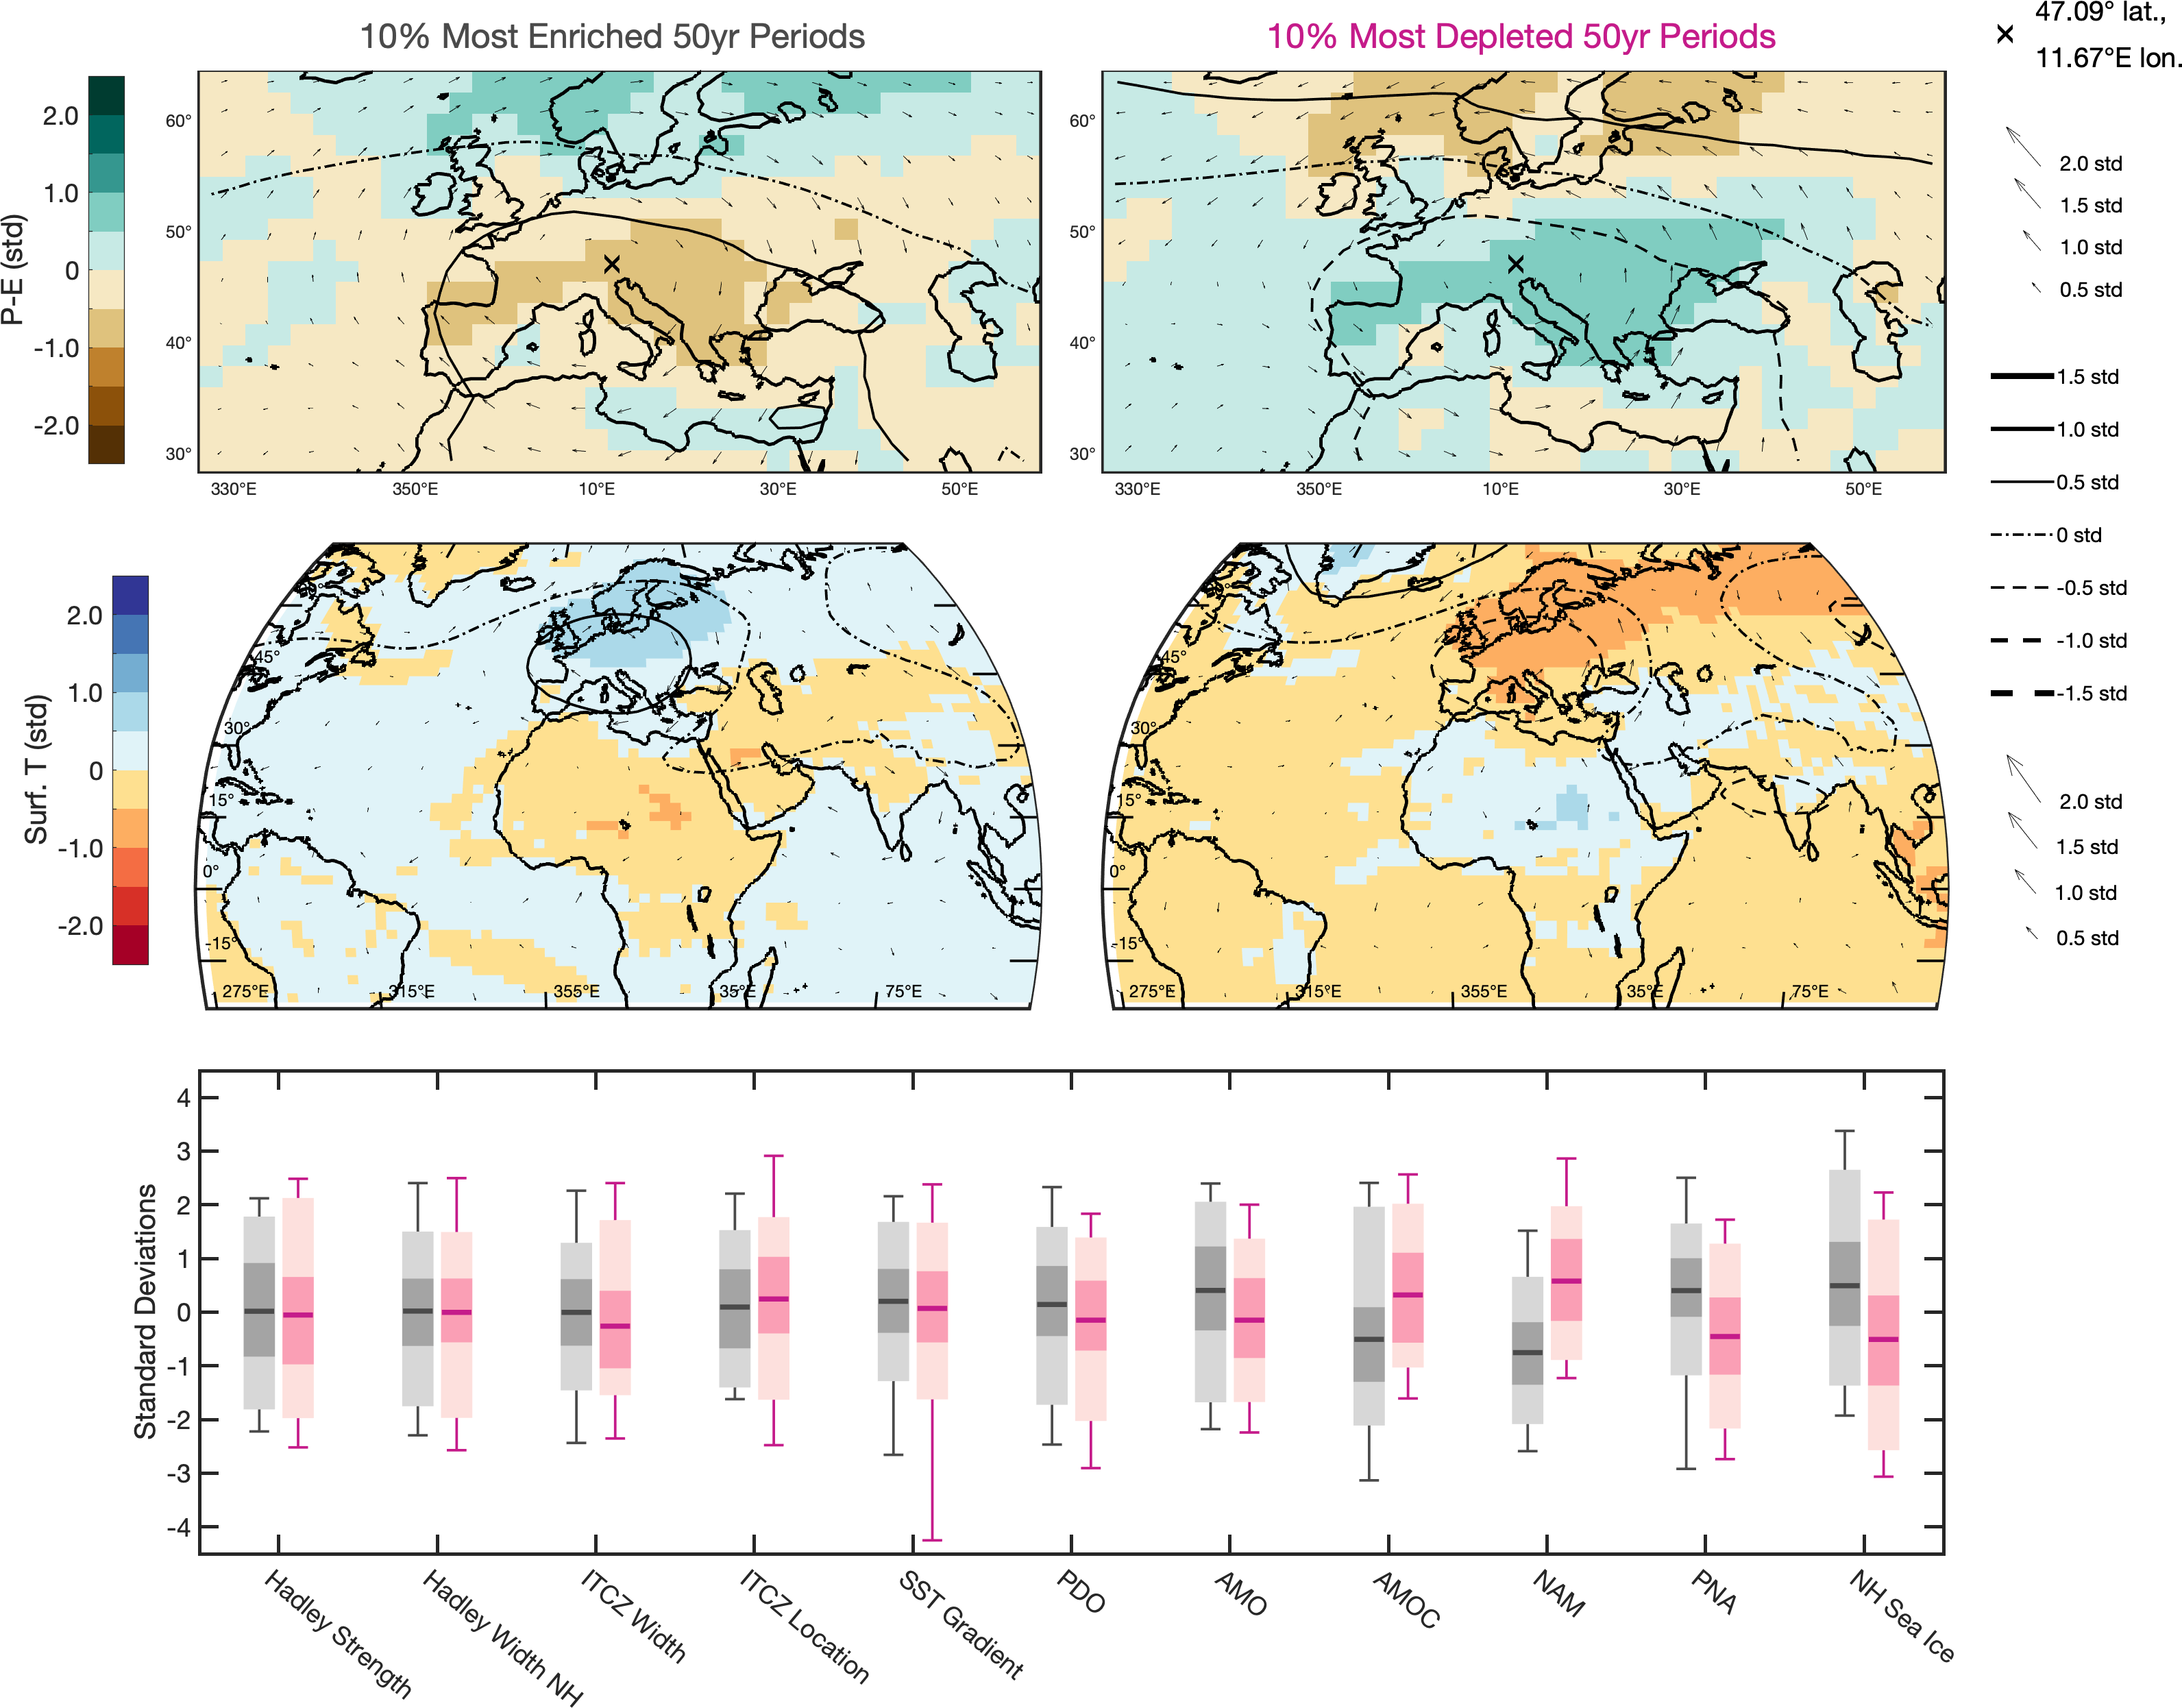 10% Most Enriched 50yr Periods
10% Most Depleted 50yr Periods
47.09° lat.,
11.67°E lon.
P-E (std)
2.0
1.0
0
-1.0
-2.0
60°
50°
40°
30°
330°E
350°E
10°E
30°E
50°E
60°
50°
40°
30°
330°E
350°E
10°E
30°E
50°E
2.0 std
1.5 std
1.0 std
0.5 std
1.5 std
1.0 std
0.5 std
0 std
-0.5 std
-1.0 std
-1.5 std
2.0 std
1.5 std
1.0 std
0.5 std
Surf. T (std)
2.0
1.0
0
-1.0
-2.0
45°
30°
15°
0°
-15°
275°E
315°E
355°E
35°E
75°E
45°
30°
15°
0°
-15°
275°E
315°E
355°E
35°E
75°E
Standard Deviations
4
3
2
1
0
-1
-2
-3
-4
Hadley Strength
Hadley Width NH
ITCZ Width
ITCZ Location
SST Gradient
PDO
AMO
AMOC
NAM
PNA
NH Sea Ice